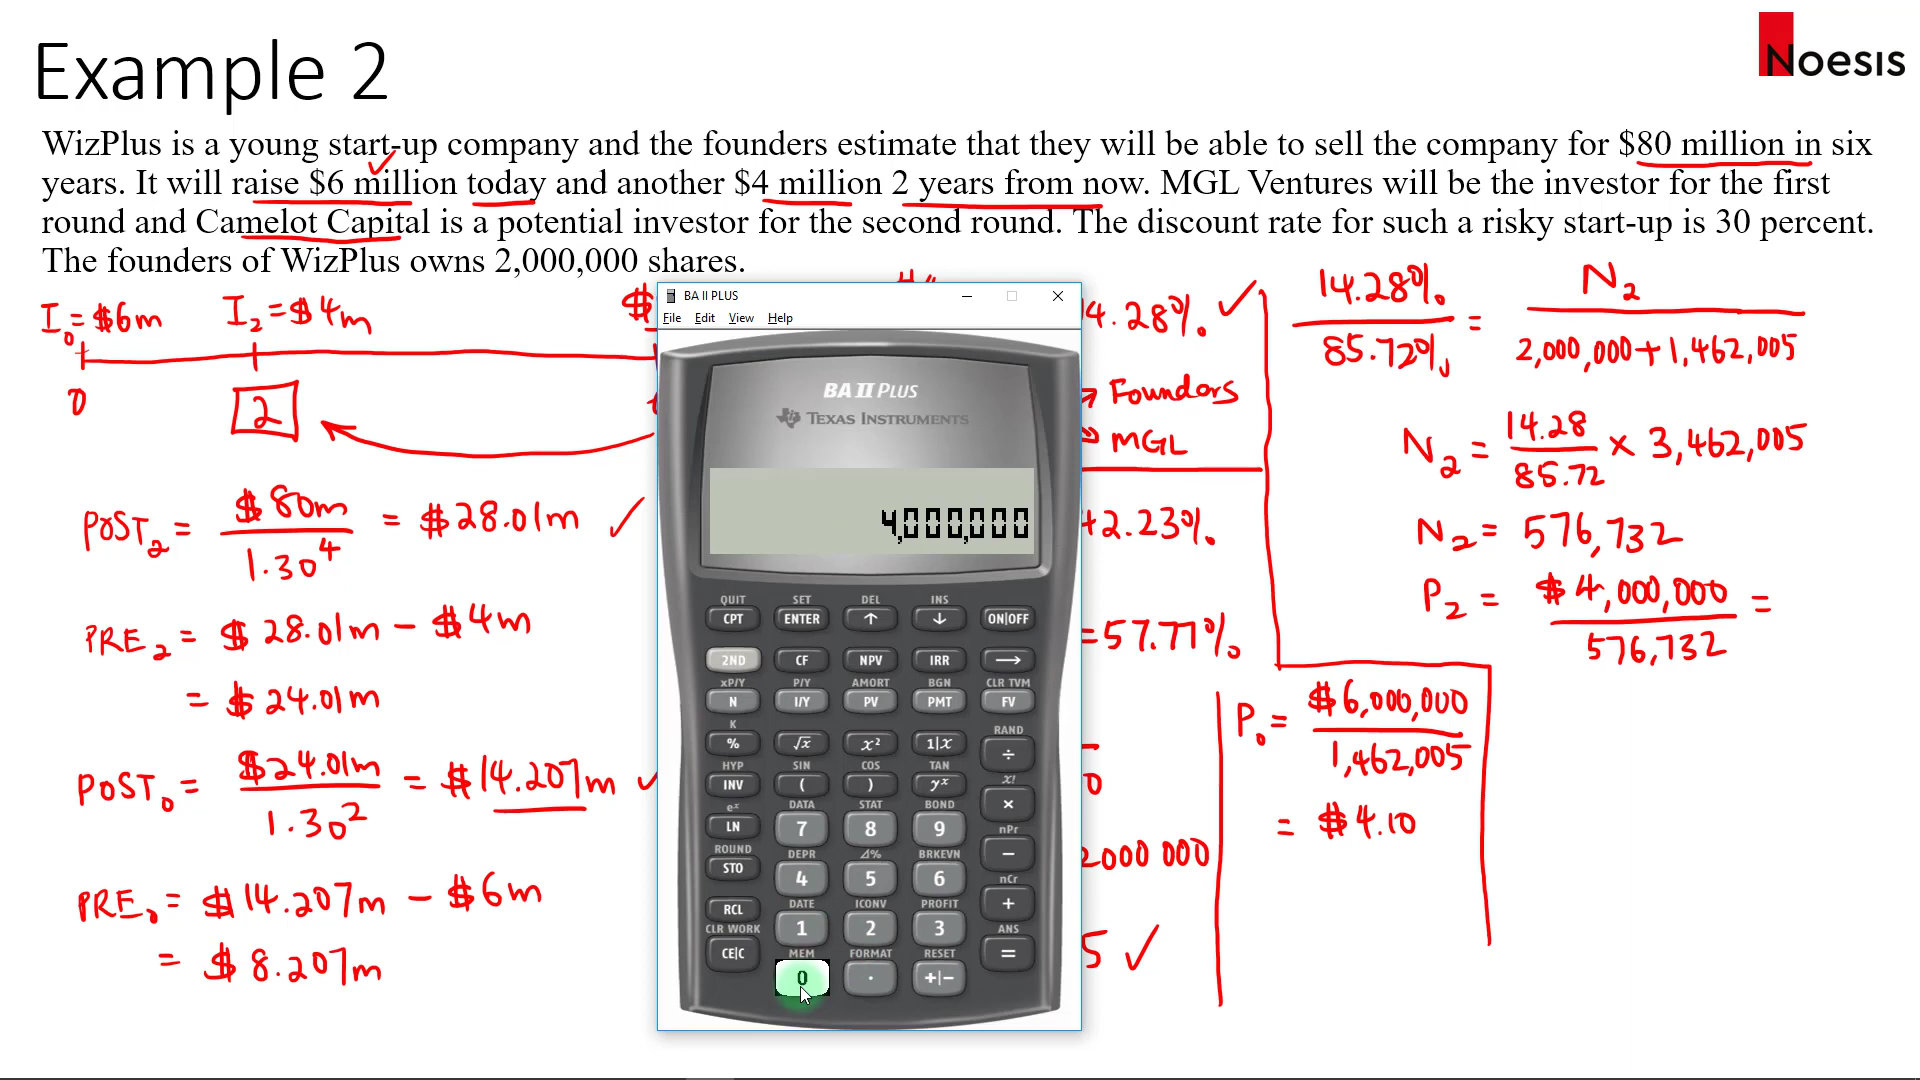 Example 2
Noesis
WizPlus is a young start-up company and the founders estimate that they will be able to sell the company for $80 million in six
years. It will raise $6 million today and another $4 million 2 years from now. MGL Ventures will be the investor for the first
round and Camelot Capital is a potential investor for the second round. The discount rate for such a risky start-up is 30 percent.
The founders of WizPlus owns 2,000,000 shares.
I₀ = $6m I₂ = $4m $
0 2
POST₂ = $80m / 1.30⁴ = $28.01m
PRE₂ = $28.01m - $4m
= $24.01m
POST₀ = $24.01m / 1.30² = $14.207m
PRE₀ = $14.207m - $6m
= $8.207m
BA II PLUS
File Edit View Help
BA II PLUS
TEXAS INSTRUMENTS
4,000,000
QUIT SET DEL INS
CPT ENTER ↑ ↓ ON|OFF
2ND CF NPV IRR →
xP/Y P/Y AMORT BGN CLR TVM
N I/Y PV PMT FV
K RAND
% √x x² 1|x ÷
HYP SIN COS TAN x!
INV ( ) yˣ ×
eˣ DATA STAT BOND nPr
LN 7 8 9 −
ROUND DEPR Δ% BRKEVN nCr
STO 4 5 6 +
DATE ICONV PROFIT
RCL 1 2 3
CLR WORK MEM FORMAT RESET ANS
CE|C 0 . +|− =
4.28%
Founders
MGL
42.23%
= 57.77%
0
2000 000
5
14.28% / 85.72% = N₂ / 2,000,000 + 1,462,005
N₂ = 14.28 / 85.72 × 3,462,005
N₂ = 576,732
P₂ = $4,000,000 / 576,732 =
P₀ = $6,000,000 / 1,462,005
= $4.10